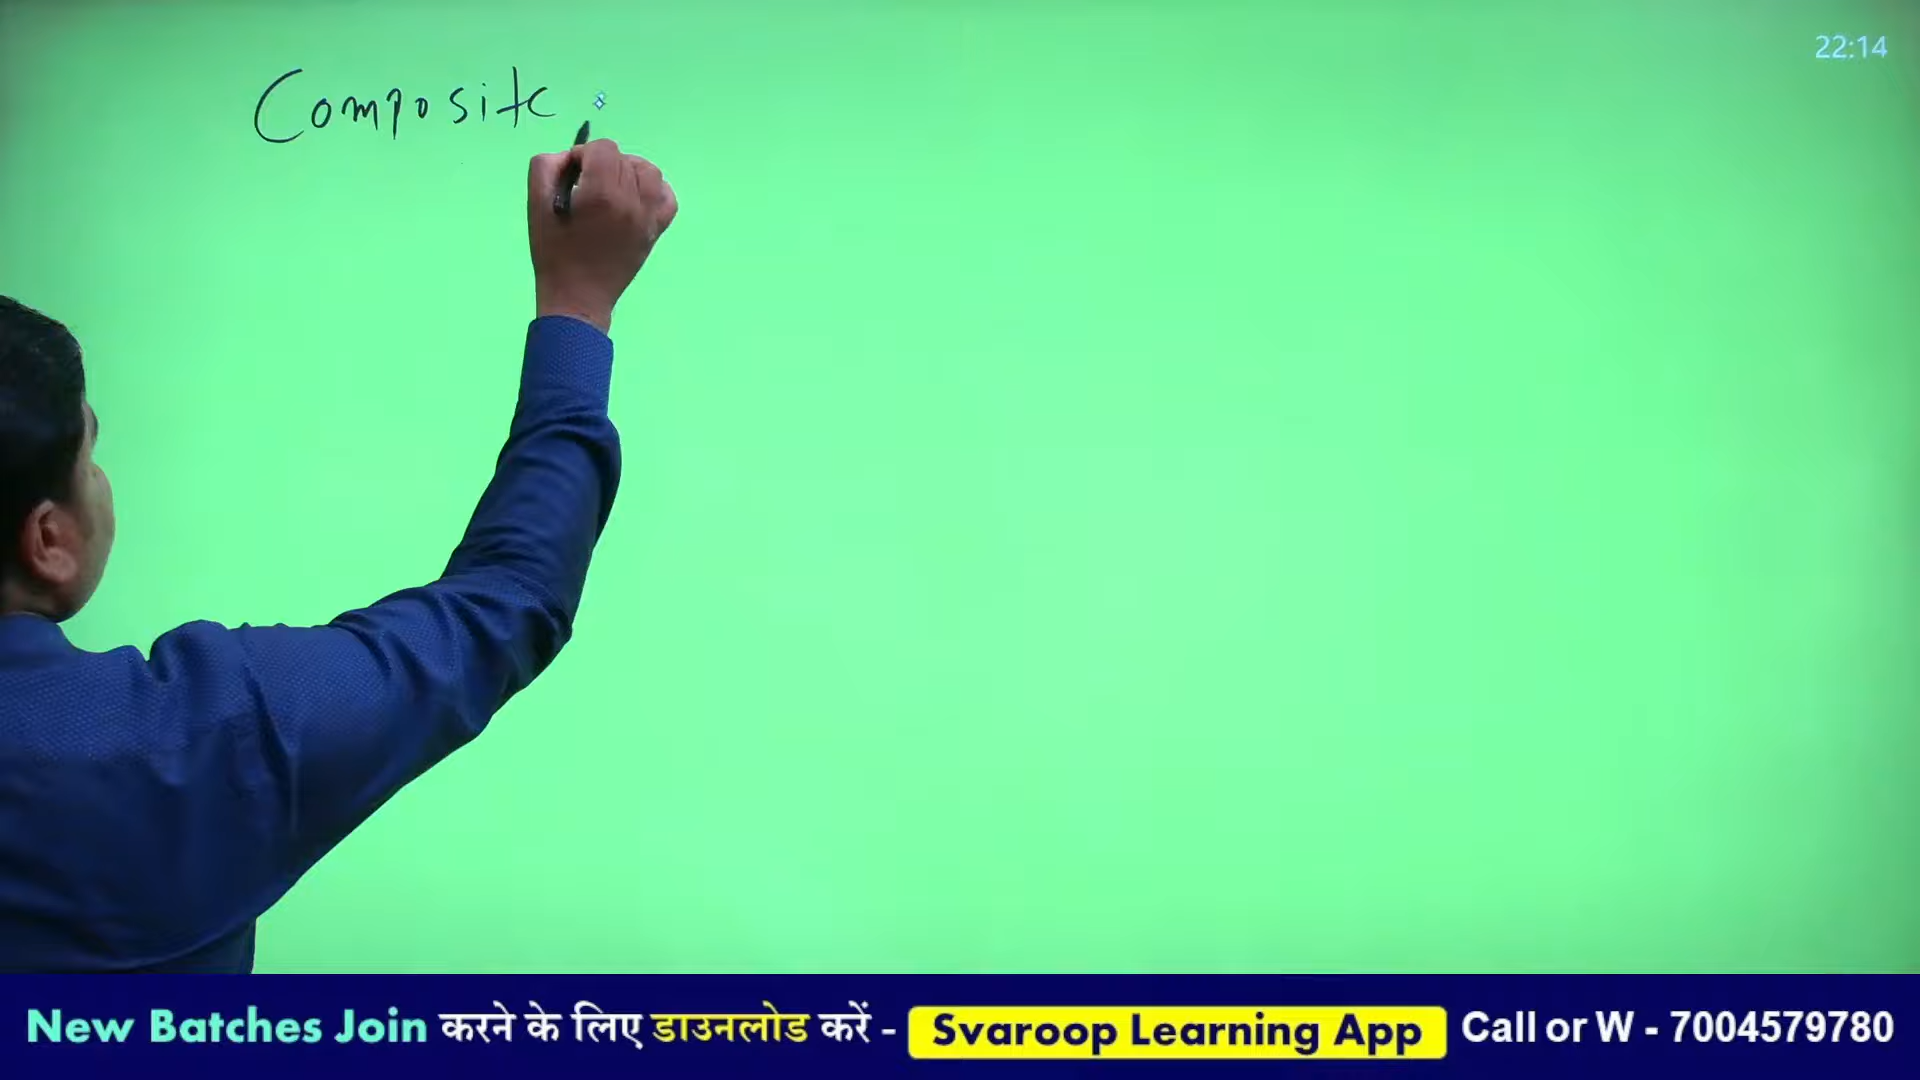 22:14
Composite
New Batches Join करने के लिए डाउनलोड करें - Svaroop Learning App Call or W - 7004579780